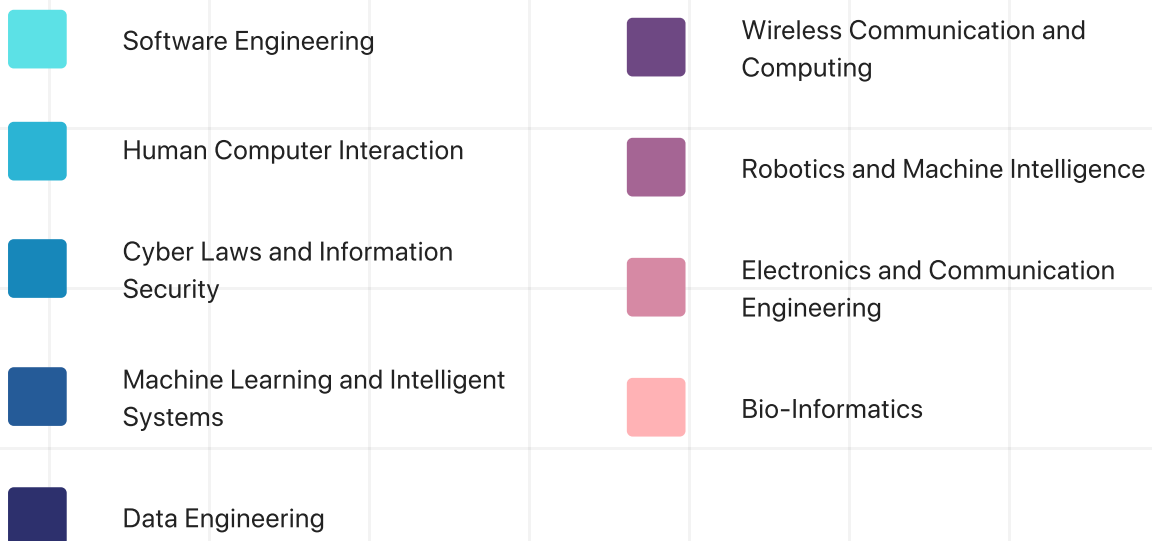 Software Engineering
Human Computer Interaction
Cyber Laws and Information
Security
Machine Learning and Intelligent
Systems
Data Engineering
Wireless Communication and
Computing
Robotics and Machine Intelligence
Electronics and Communication
Engineering
Bio-Informatics